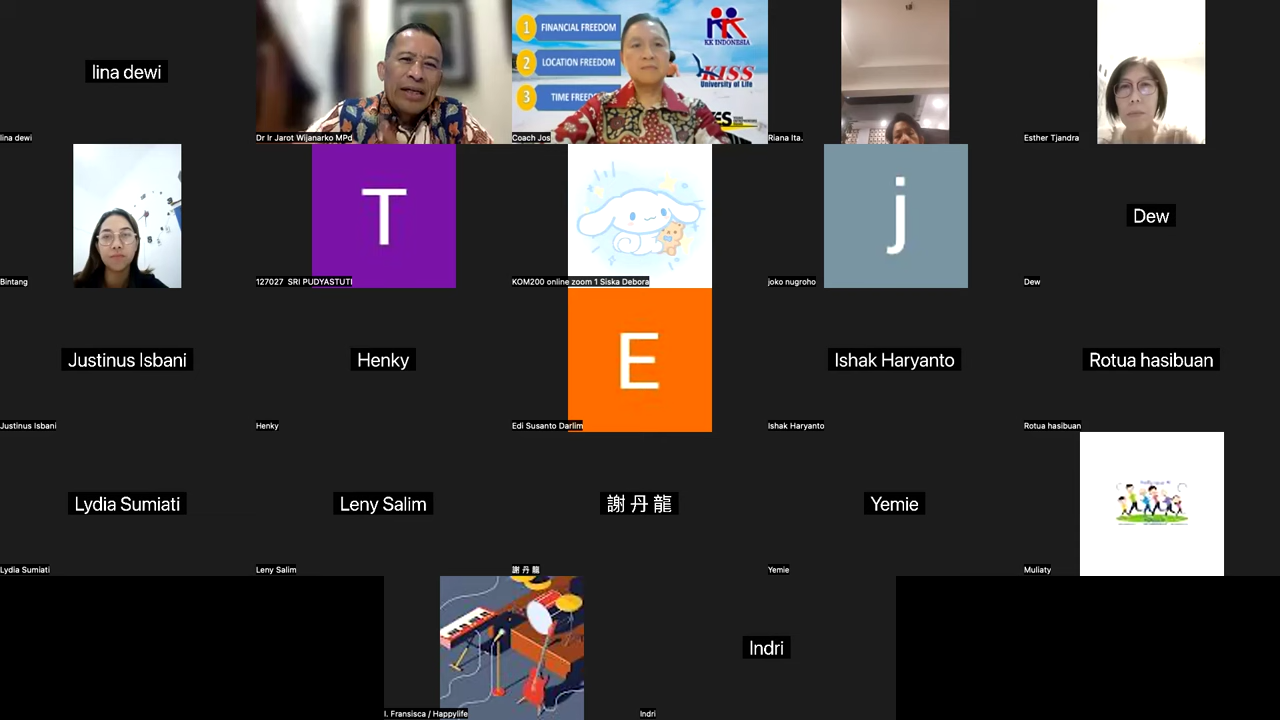 lina dewi
lina dewi
Dr Ir Jarot Wijanarko MPd
1 FINANCIAL FREEDOM
2 LOCATION FREEDOM
3 TIME FREEDO
KK INDONESIA
KISS
University of Life
ES
Coach Jos
Riana Ita.
Esther Tjandra
Bintang
T
127027 SRI PUDYASTUTI
KOM200 online zoom 1 Siska Debora
j
joko nugroho
Dew
Dew
Justinus Isbani
Justinus Isbani
Henky
Henky
E
Edi Susanto Darlim
Ishak Haryanto
Ishak Haryanto
Rotua hasibuan
Rotua hasibuan
Lydia Sumiati
Lydia Sumiati
Leny Salim
Leny Salim
謝丹龍
謝丹龍
Yemie
Yemie
Muliaty
I. Fransisca / Happylife
Indri
Indri